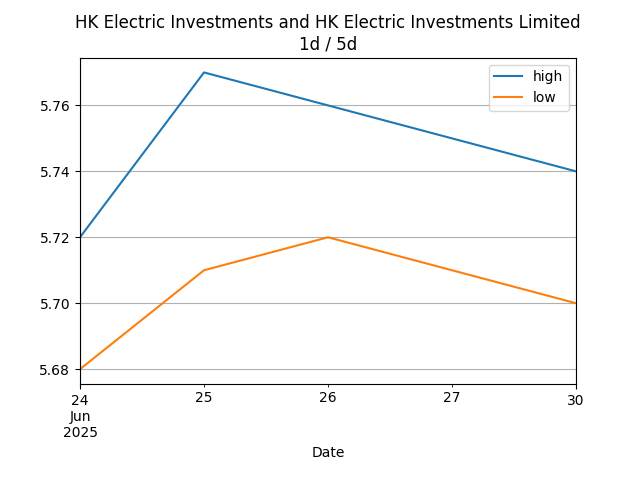 HK Electric Investments and HK Electric Investments Limited
1d / 5d
high
low
5.76
5.74
5.72
5.70
5.68
24
Jun
2025
25
26
27
30
Date